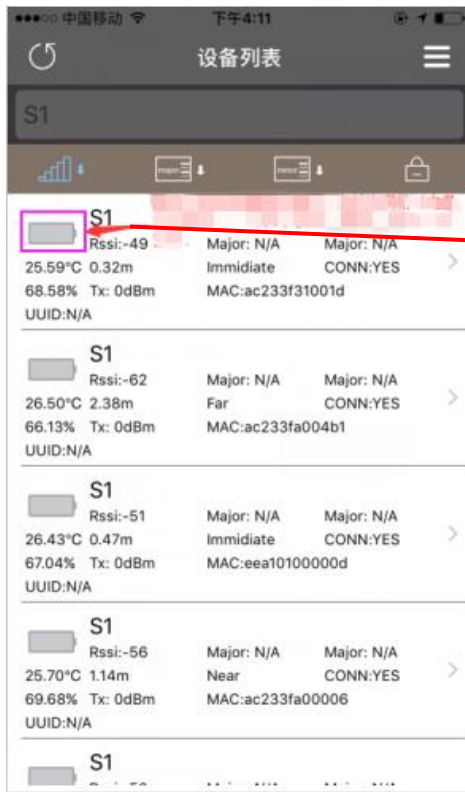 中国移动 下午4:11
设备列表
S1
major minor
S1
Rssi:-49 Major: N/A Major: N/A
25.59°C 0.32m Immidiate CONN:YES
68.58% Tx: 0dBm MAC:ac233f31001d
UUID:N/A
S1
Rssi:-62 Major: N/A Major: N/A
26.50°C 2.38m Far CONN:YES
66.13% Tx: 0dBm MAC:ac233fa004b1
UUID:N/A
S1
Rssi:-51 Major: N/A Major: N/A
26.43°C 0.47m Immidiate CONN:YES
67.04% Tx: 0dBm MAC:eea10100000d
UUID:N/A
S1
Rssi:-56 Major: N/A Major: N/A
25.70°C 1.14m Near CONN:YES
69.68% Tx: 0dBm MAC:ac233fa00006
UUID:N/A
S1